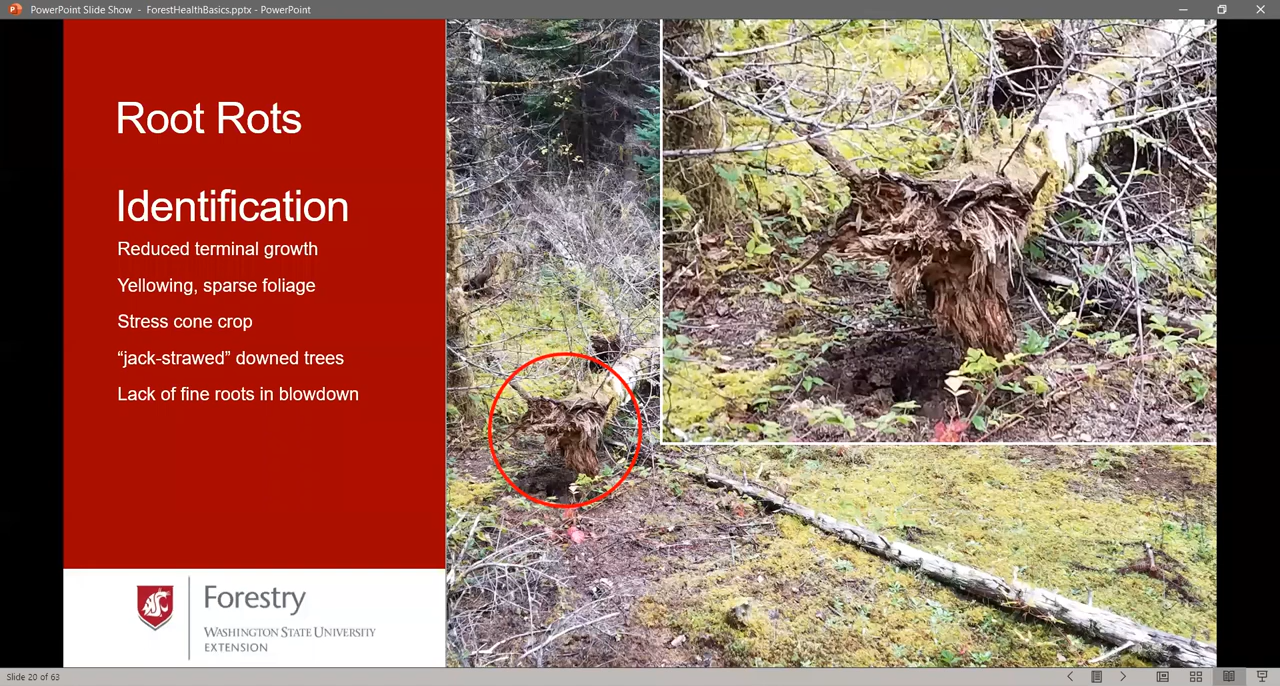 PowerPoint Slide Show - ForestHealthBasics.pptx - PowerPoint
Root Rots
Identification
Reduced terminal growth
Yellowing, sparse foliage
Stress cone crop
“jack-strawed” downed trees
Lack of fine roots in blowdown
Forestry
WASHINGTON STATE UNIVERSITY
EXTENSION
Slide 20 of 63